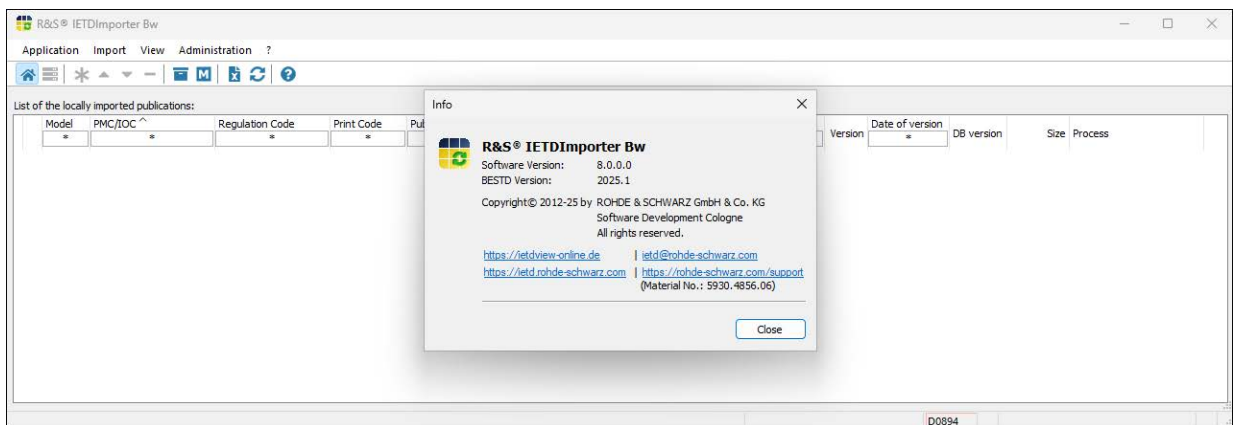 R&S® IETDImporter Bw
Application Import View Administration ?
List of the locally imported publications:
Info
Model PMC/IOC Regulation Code Print Code Version Date of version DB version Size Process
* * * * *
R&S® IETDImporter Bw
Software Version: 8.0.0.0
BESTD Version: 2025.1
Copyright© 2012-25 by ROHDE & SCHWARZ GmbH & Co. KG
Software Development Cologne
All rights reserved.
https://ietdview-online.de | ietd@rohde-schwarz.com
https://ietd.rohde-schwarz.com | https://rohde-schwarz.com/support
(Material No.: 5930.4856.06)
Close
D0894